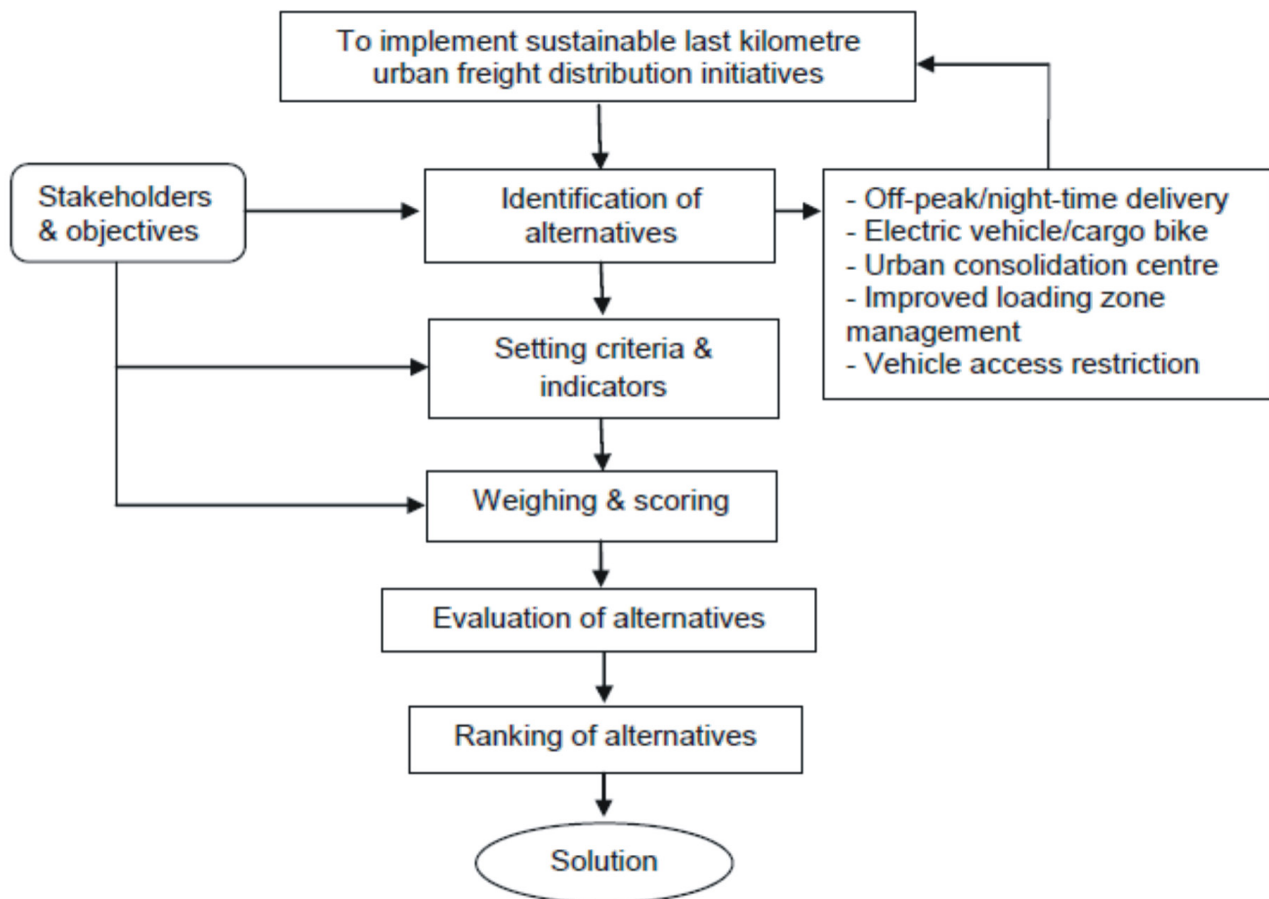 To implement sustainable last kilometre
urban freight distribution initiatives
Stakeholders
& objectives
Identification of
alternatives
- Off-peak/night-time delivery
- Electric vehicle/cargo bike
- Urban consolidation centre
- Improved loading zone
management
- Vehicle access restriction
Setting criteria &
indicators
Weighing & scoring
Evaluation of alternatives
Ranking of alternatives
Solution